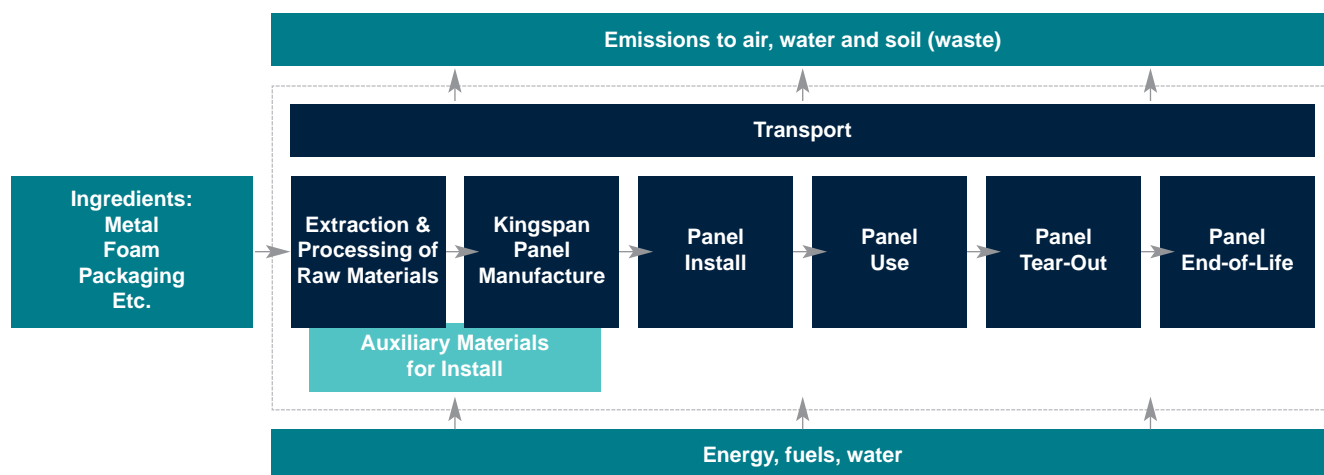 Emissions to air, water and soil (waste)
Transport
Ingredients:
Metal
Foam
Packaging
Etc.
Extraction &
Processing of
Raw Materials
Kingspan
Panel
Manufacture
Panel
Install
Panel
Use
Panel
Tear-Out
Panel
End-of-Life
Auxiliary Materials
for Install
Energy, fuels, water